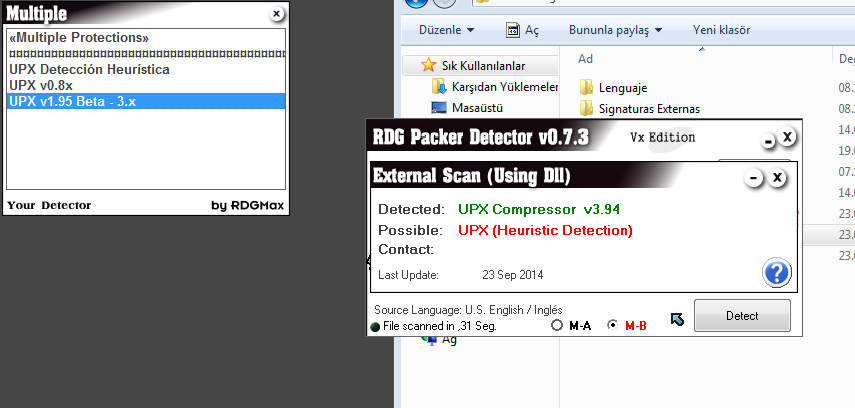 Multiple
«Multiple Protections»
UPX Detección Heurística
UPX v0.8x
UPX v1.95 Beta - 3.x
Your Detector
by RDGMax
Düzenle
Aç
Bununla paylaş
Yeni klasör
Sık Kullanılanlar
Karşıdan Yüklemeler
Masaüstü
Ad
Değ
Lenguaje
08.
Signaturas Externas
08.
14.
19.
07.
14.
23.
23.
23.
RDG Packer Detector v0.7.3
Vx Edition
External Scan (Using Dll)
Detected: UPX Compressor v3.94
Possible: UPX (Heuristic Detection)
Contact:
Last Update: 23 Sep 2014
Source Language: U.S. English / Inglés
File scanned in ,31 Seg.
M-A
M-B
Detect
Ağ